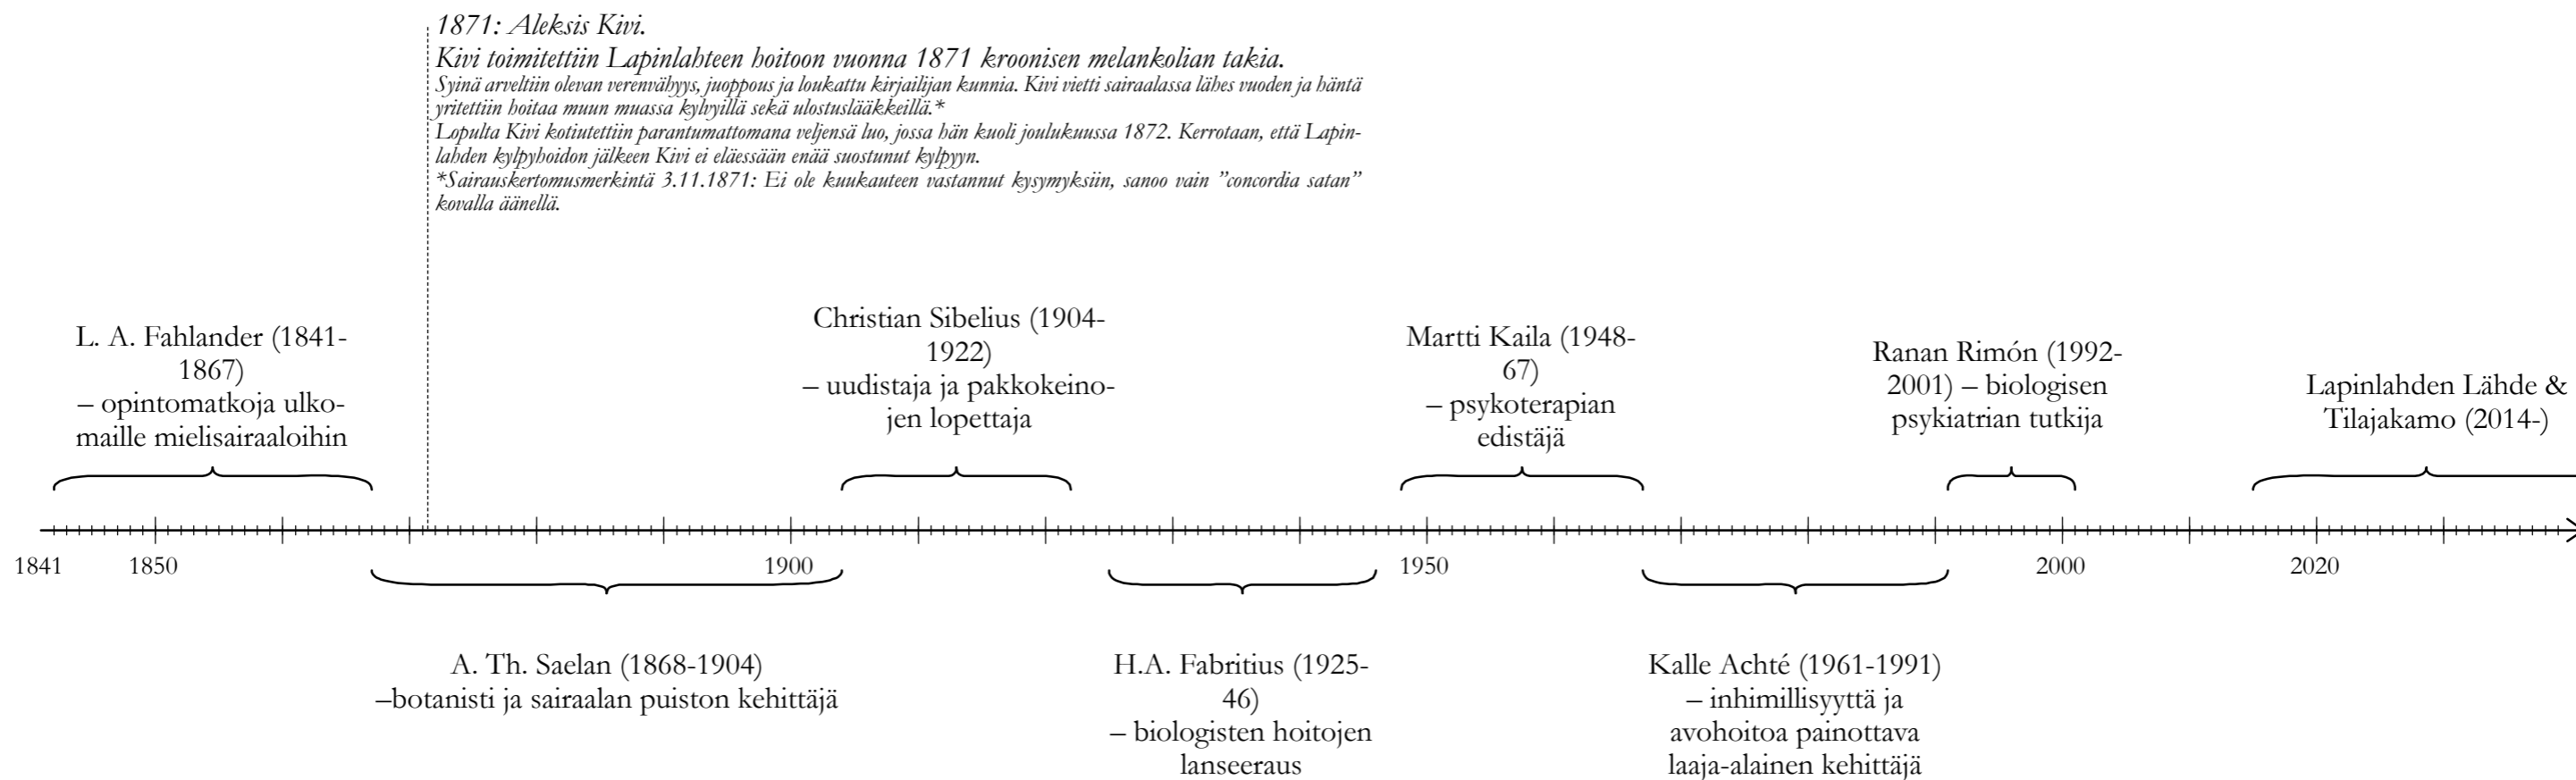 1871: Aleksis Kivi.
Kivi toimitettiin Lapinlahteen hoitoon vuonna 1871 kroonisen melankolian takia.
Syinä arveltiin olevan verenvähyys, juoppous ja loukattu kirjailijan kunnia. Kivi vietti sairaalassa lähes vuoden ja häntä
yritettiin hoitaa muun muassa kylvyillä sekä ulostuslääkkeillä.*
Lopulta Kivi kotiutettiin parantumattomana veljensä luo, jossa hän kuoli joulukuussa 1872. Kerrotaan, että Lapin-
lahden kylpyhoidon jälkeen Kivi ei eläessään enää suostunut kylpyyn.
*Sairauskertomusmerkintä 3.11.1871: Ei ole kuukauteen vastannut kysymyksiin, sanoo vain ”concordia satan”
kovalla äänellä.
L. A. Fahlander (1841-
1867)
– opintomatkoja ulko-
maille mielisairaaloihin
Christian Sibelius (1904-
1922)
– uudistaja ja pakkokeino-
jen lopettaja
Martti Kaila (1948-
67)
– psykoterapian
edistäjä
Ranan Rimón (1992-
2001) – biologisen
psykiatrian tutkija
Lapinlahden Lähde &
Tilajakamo (2014-)
1841
1850
1900
1950
2000
2020
A. Th. Saelan (1868-1904)
–botanisti ja sairaalan puiston kehittäjä
H.A. Fabritius (1925-
46)
– biologisten hoitojen
lanseeraus
Kalle Achté (1961-1991)
– inhimillisyyttä ja
avohoitoa painottava
laaja-alainen kehittäjä